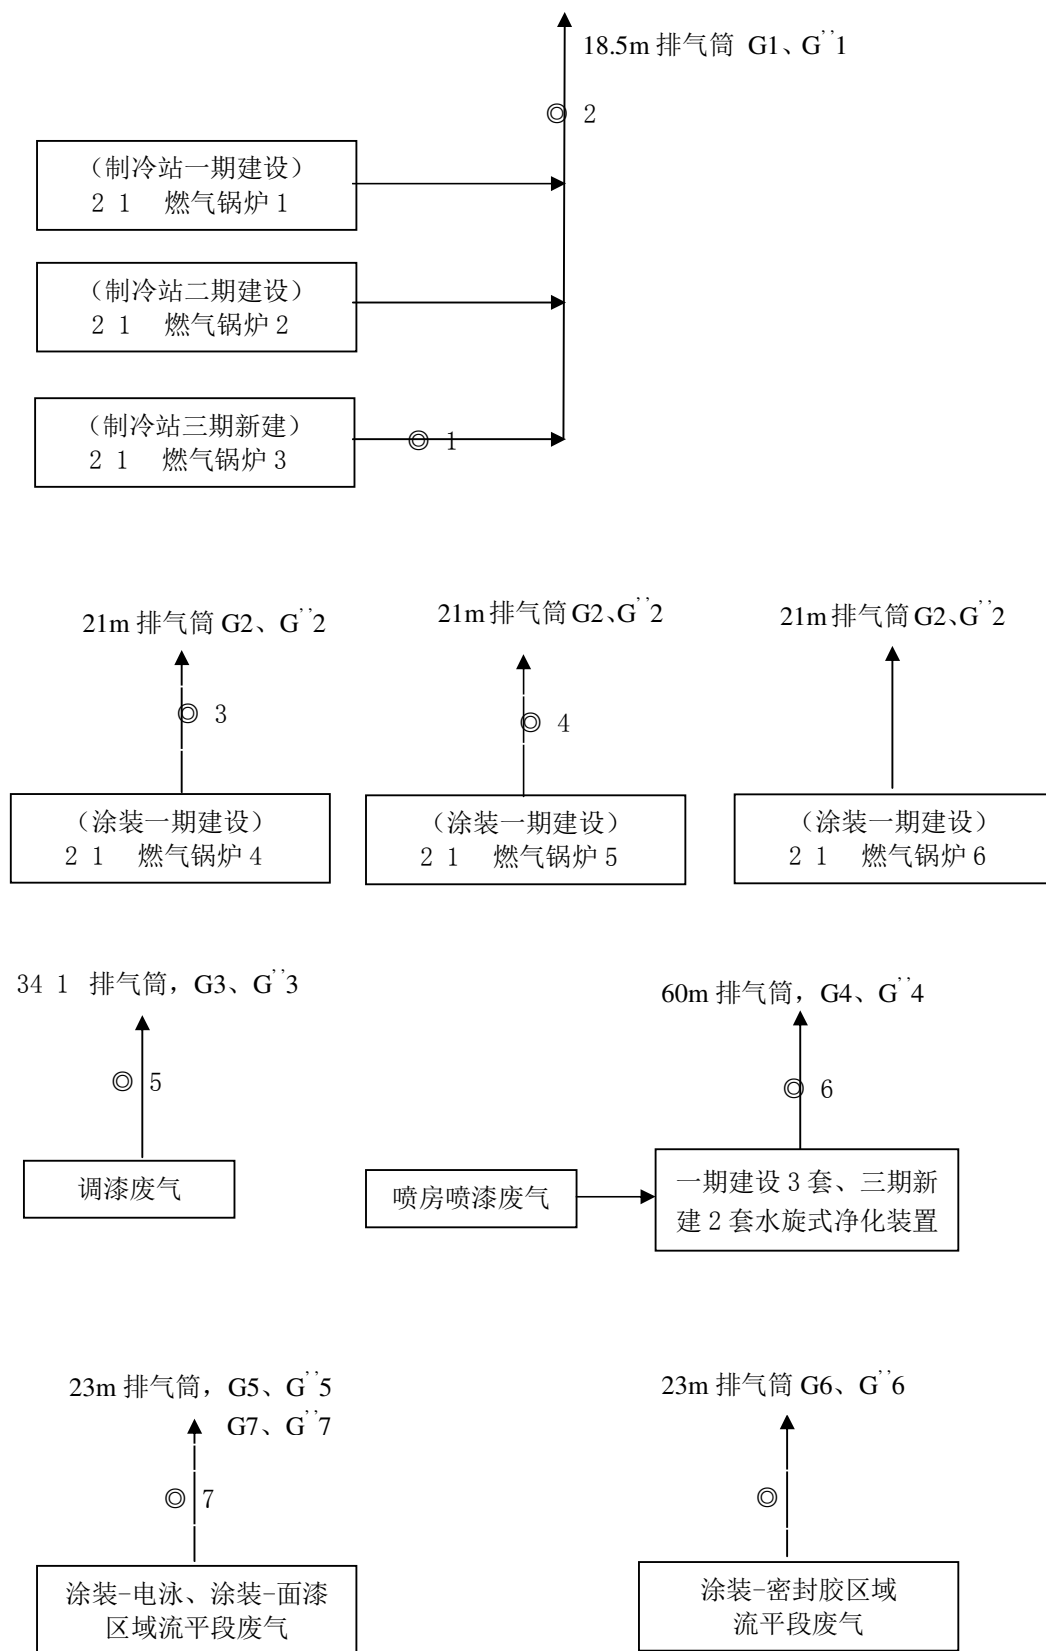 18.5m 排气筒 G1、G''1
◎ 2
（制冷站一期建设）
2 1 燃气锅炉 1
（制冷站二期建设）
2 1 燃气锅炉 2
（制冷站三期新建）
2 1 燃气锅炉 3
◎ 1
21m 排气筒 G2、G''2
21m 排气筒 G2、G''2
21m 排气筒 G2、G''2
◎ 3
◎ 4
（涂装一期建设）
2 1 燃气锅炉 4
（涂装一期建设）
2 1 燃气锅炉 5
（涂装一期建设）
2 1 燃气锅炉 6
34 1 排气筒，G3、G''3
60m 排气筒，G4、G''4
◎ 5
◎ 6
调漆废气
喷房喷漆废气
一期建设 3 套、三期新
建 2 套水旋式净化装置
23m 排气筒，G5、G''5
G7、G''7
23m 排气筒 G6、G''6
◎ 7
◎
涂装-电泳、涂装-面漆
区域流平段废气
涂装-密封胶区域
流平段废气